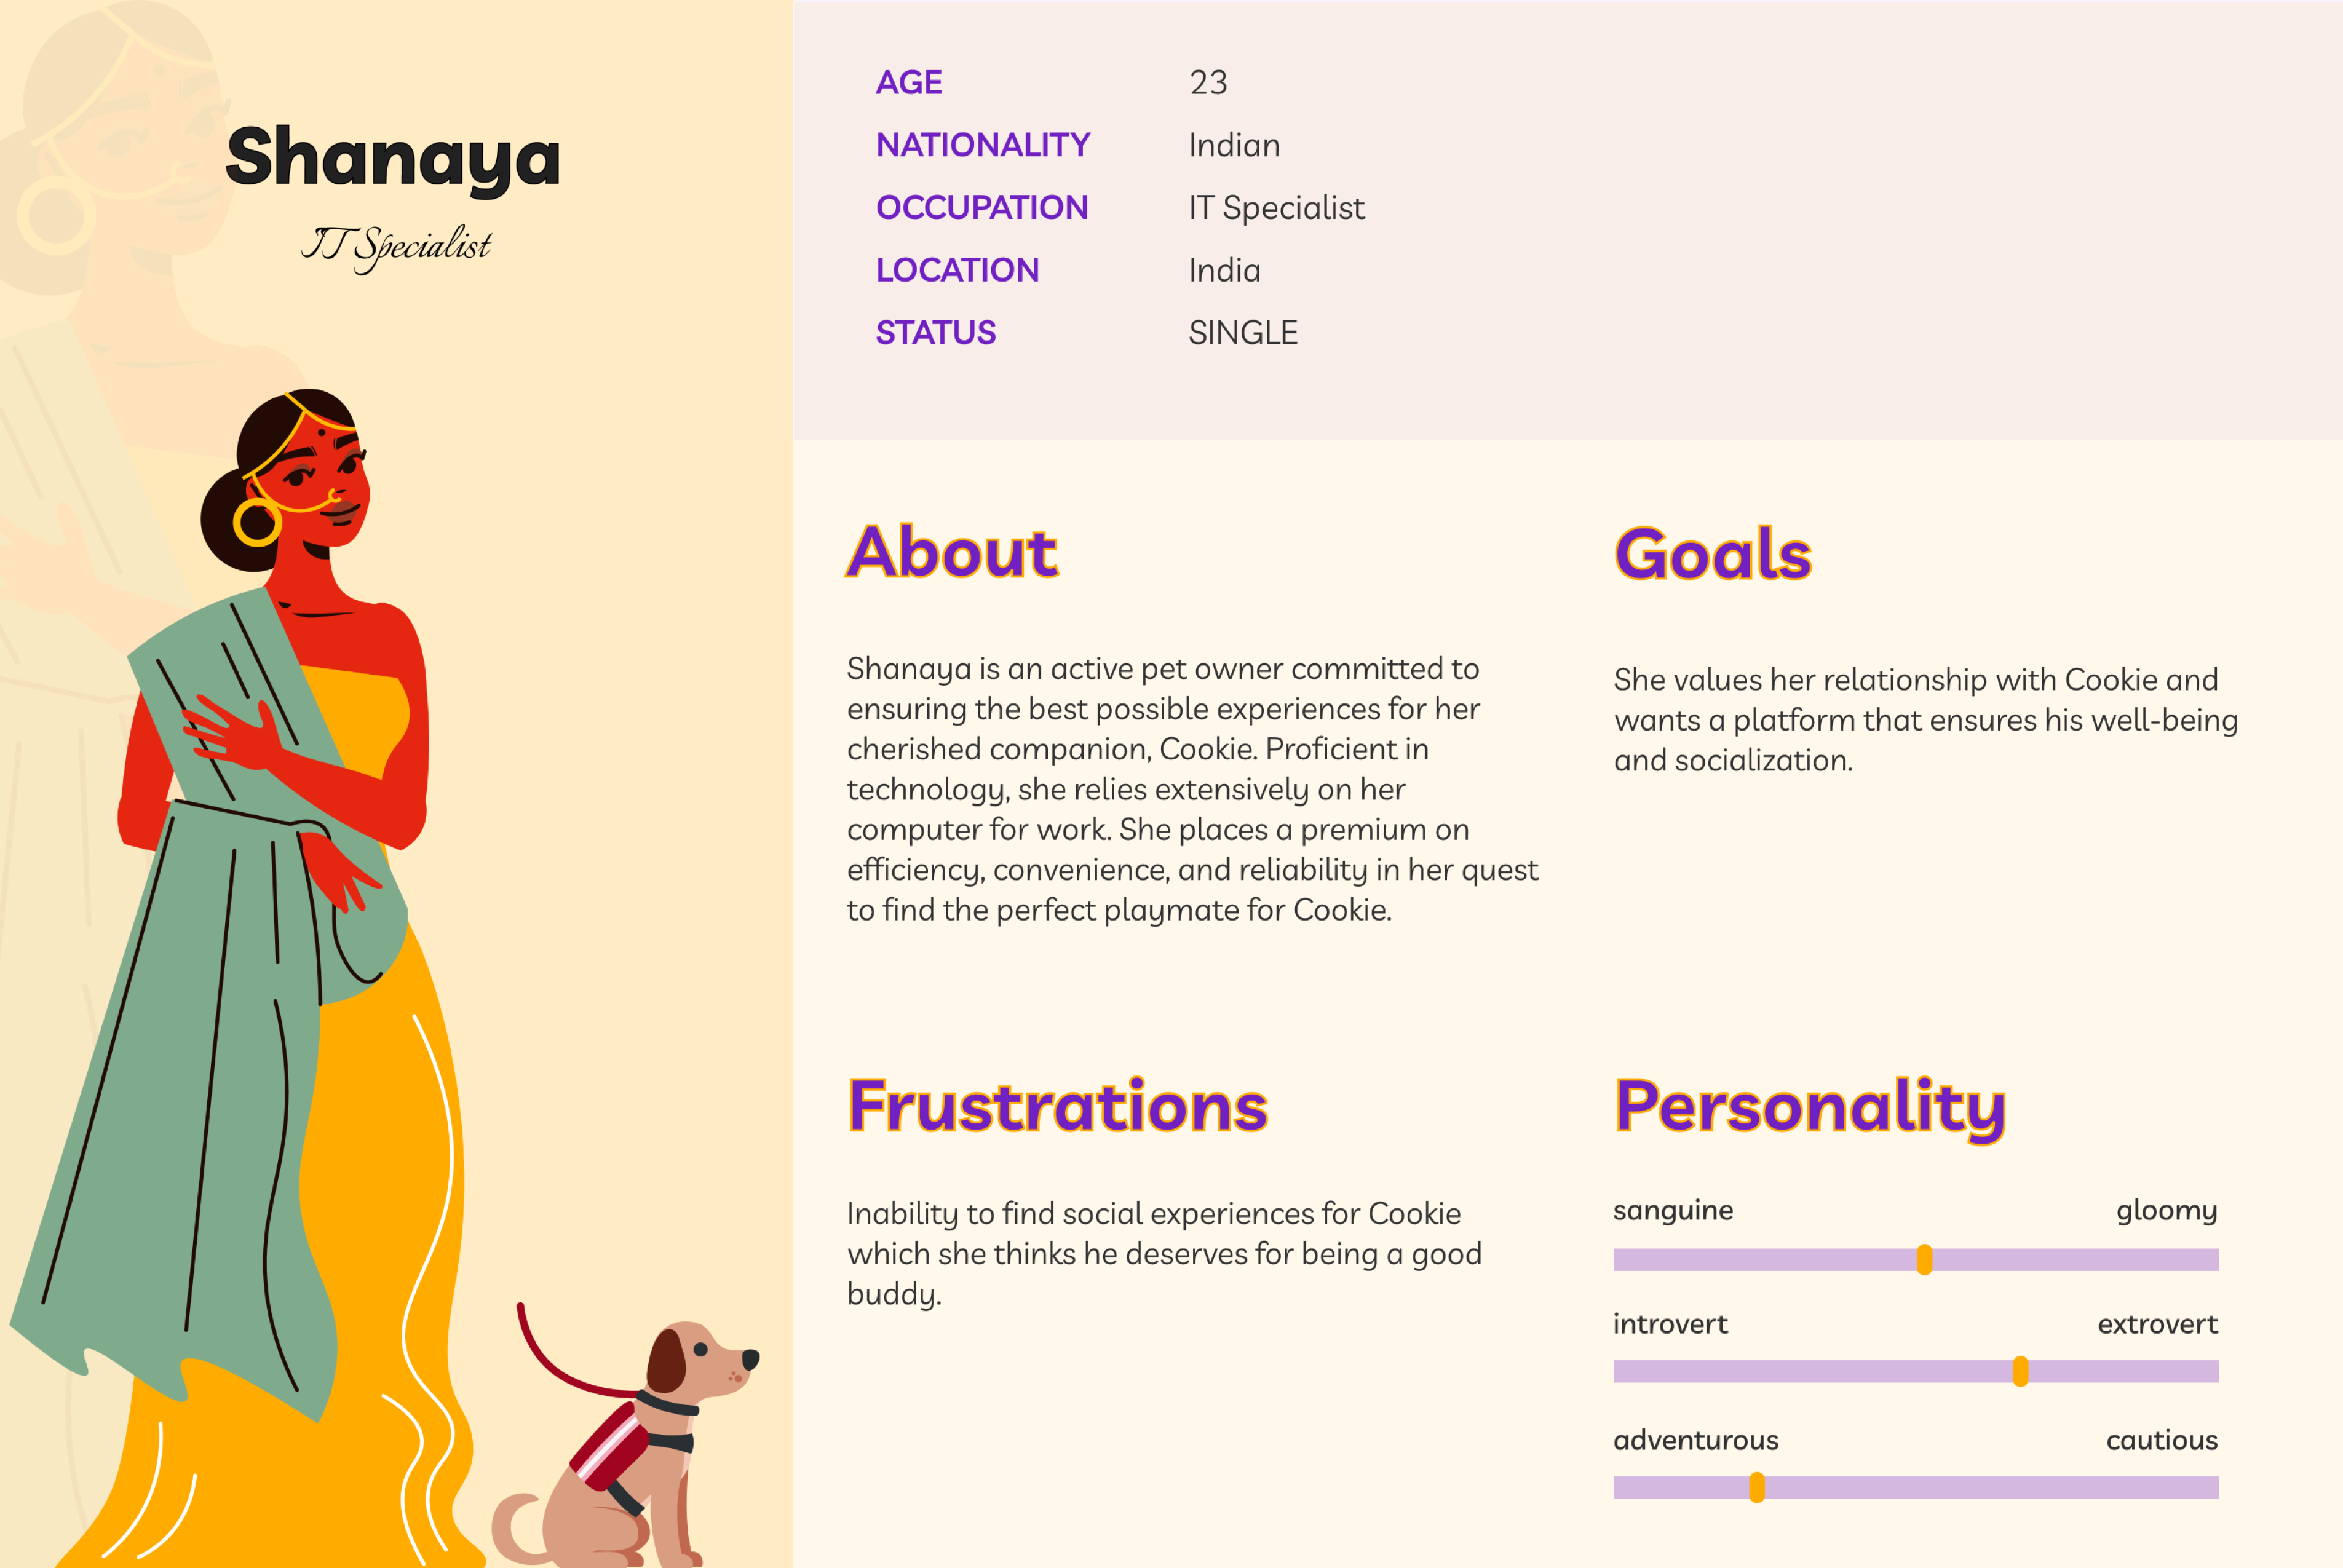 Shanaya
IT Specialist
AGE 23
NATIONALITY Indian
OCCUPATION IT Specialist
LOCATION India
STATUS SINGLE
About
Shanaya is an active pet owner committed to
ensuring the best possible experiences for her
cherished companion, Cookie. Proficient in
technology, she relies extensively on her
computer for work. She places a premium on
efficiency, convenience, and reliability in her quest
to find the perfect playmate for Cookie.
Goals
She values her relationship with Cookie and
wants a platform that ensures his well-being
and socialization.
Frustrations
Inability to find social experiences for Cookie
which she thinks he deserves for being a good
buddy.
Personality
sanguine gloomy
introvert extrovert
adventurous cautious